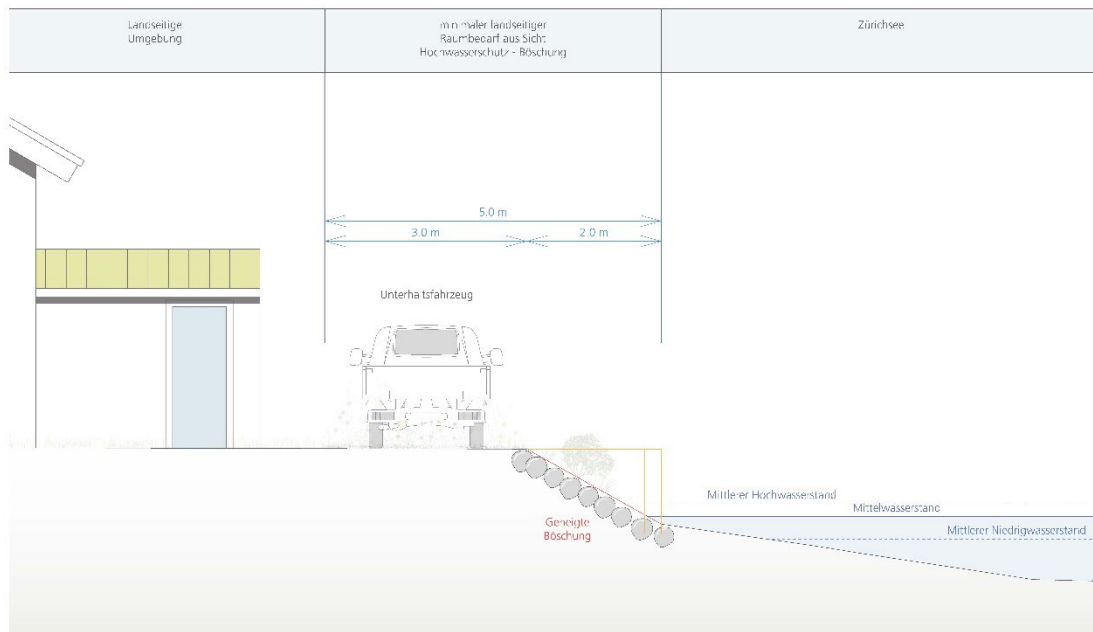 Landseitige
Umgebung
minimaler landseitiger
Raumbedarf aus Sicht
Hochwasserschutz - Böschung
Zürichsee
5.0 m
3.0 m
2.0 m
Unterhaltsfahrzeug
Mittlerer Hochwasserstand
Mittelwasserstand
Mittlerer Niedrigwasserstand
Geneigte
Böschung